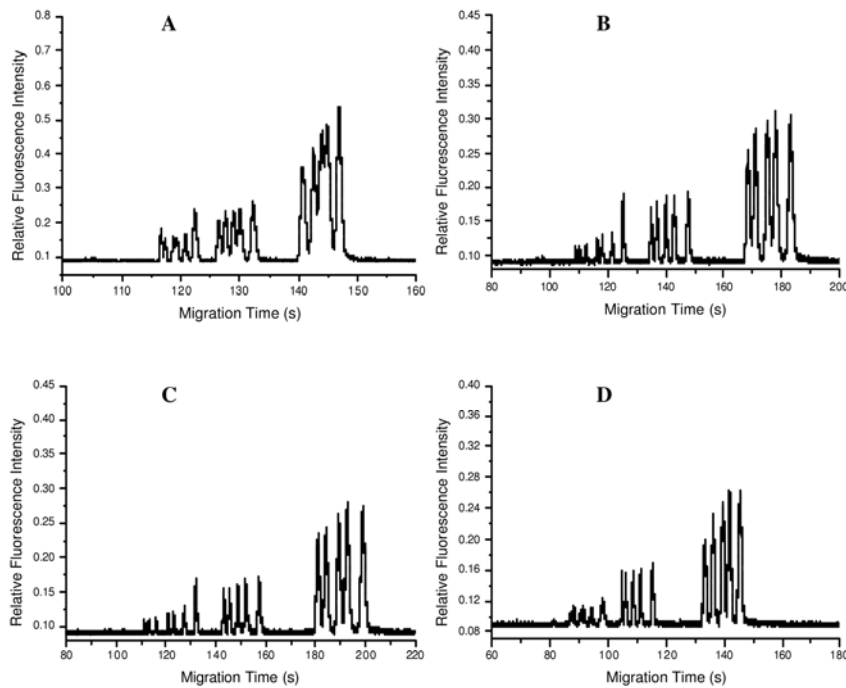 A
Relative Fluorescence Intensity
0.8
0.7
0.6
0.5
0.4
0.3
0.2
0.1
100 110 120 130 140 150 160
Migration Time (s)
B
Relative Fluorescence Intensity
0.45
0.40
0.35
0.30
0.25
0.20
0.15
0.10
80 100 120 140 160 180 200
Migration Time (s)
C
Relative Fluorescence Intensity
0.45
0.40
0.35
0.30
0.25
0.20
0.15
0.10
80 100 120 140 160 180 200 220
Migration Time (s)
D
Relative Fluorescence Intensity
0.40
0.36
0.32
0.28
0.24
0.20
0.16
0.12
0.08
60 80 100 120 140 160 180
Migration Time (s)